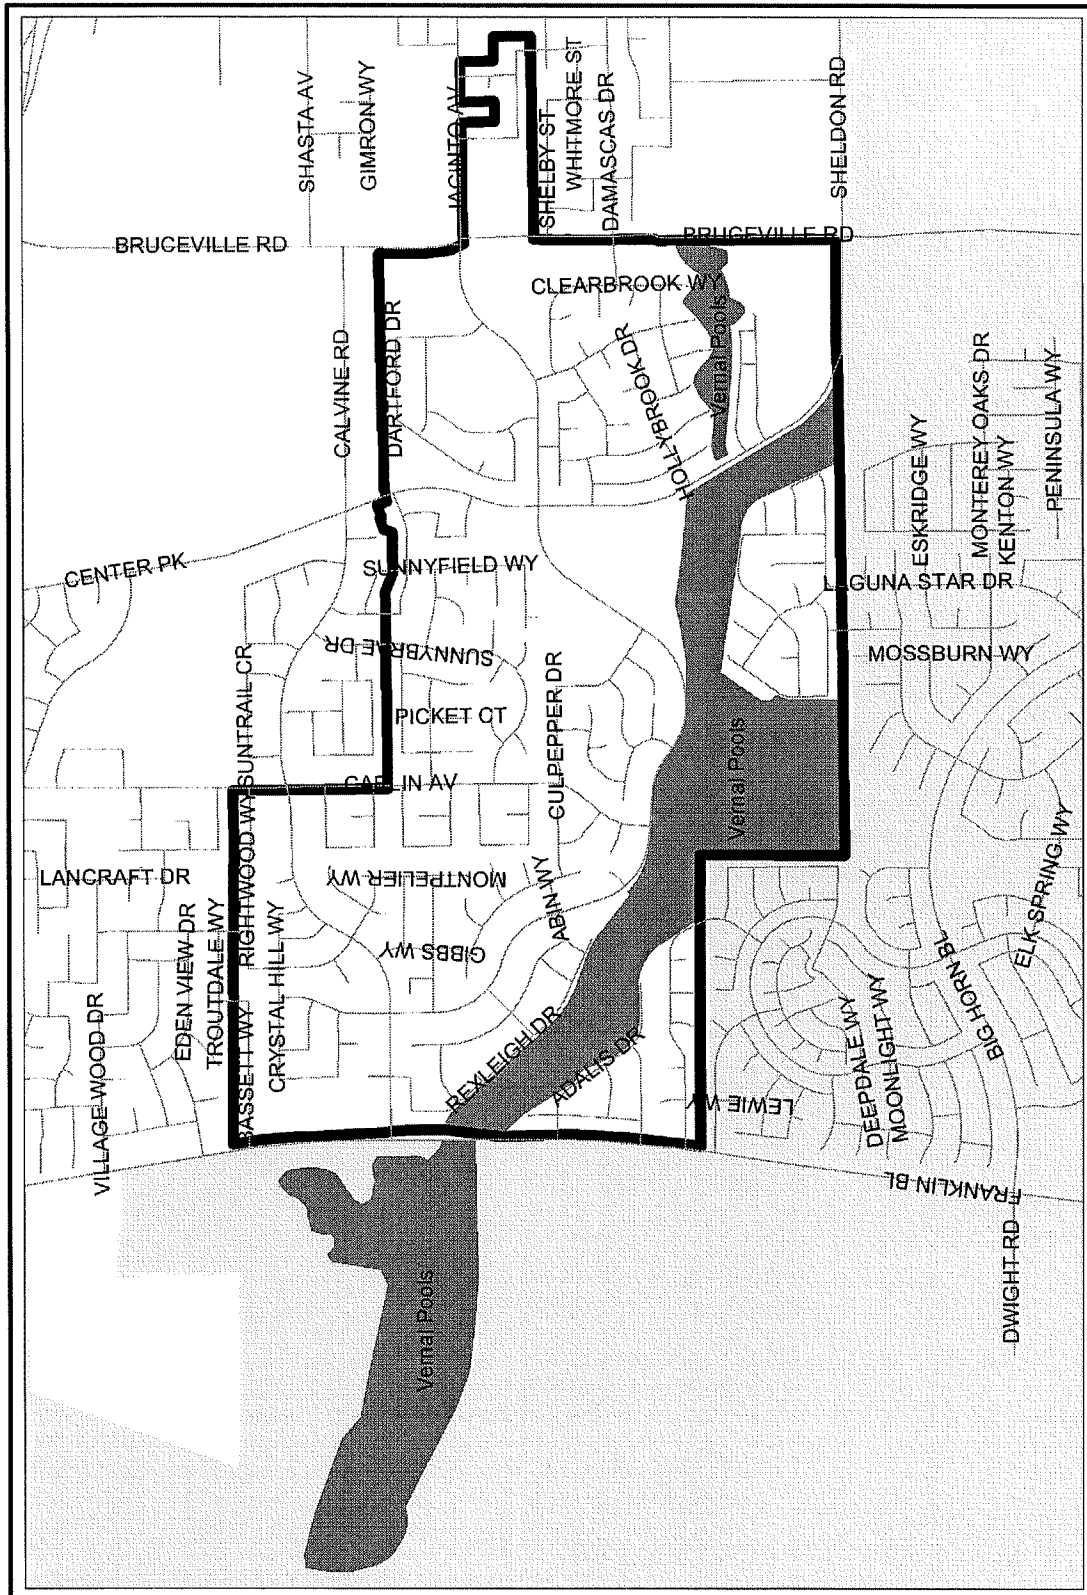 SHASTA AV
GIMRON WY
JACINTO AV
SHELBY ST
WHITMORE ST
DAMASCAS DR
SHELDON RD
BRUCEVILLE RD
BRUCEVILLE RD
CLEARBROOK WY
CALVINE RD
DARTFORD DR
HOLLYBROOK DR
Vernal Pools
CENTER PK
SUNNYFIELD WY
ESKRIDGE WY
MONTEREY OAKS DR
KENTON WY
PENINSULA WY
LAGUNA STAR DR
SUNNYBRAE DR
MOSSBURN WY
SUNTRAIL CR
PICKET CT
CULPEPPER DR
Vernal Pools
CARLIN AV
RIGHTWOOD WY
LANCRAFT DR
MONTPELIER WY
ABIN WY
ELK SPRING WY
EDEN VIEW DR
TROUTDALE WY
CRYSTAL HILL WY
GIBBS WY
BIG HORN BL
VILLAGE WOOD DR
BASSETT WY
REXLEIGH DR
ADALIS DR
LEWIE WY
DEEPDALE WY
MOONLIGHT WY
FRANKLIN BL
DWIGHT RD
Vernal Pools